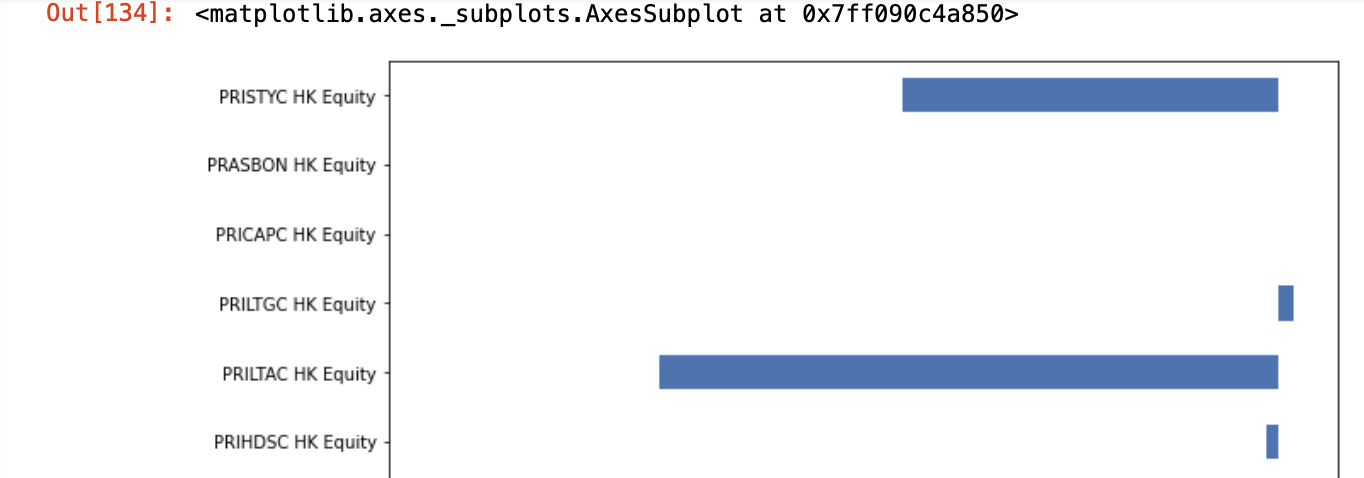 Out[134]: <matplotlib.axes._subplots.AxesSubplot at 0x7ff090c4a850>
PRISTYC HK Equity
PRASBON HK Equity
PRICAPC HK Equity
PRILTGC HK Equity
PRILTAC HK Equity
PRIHDSC HK Equity